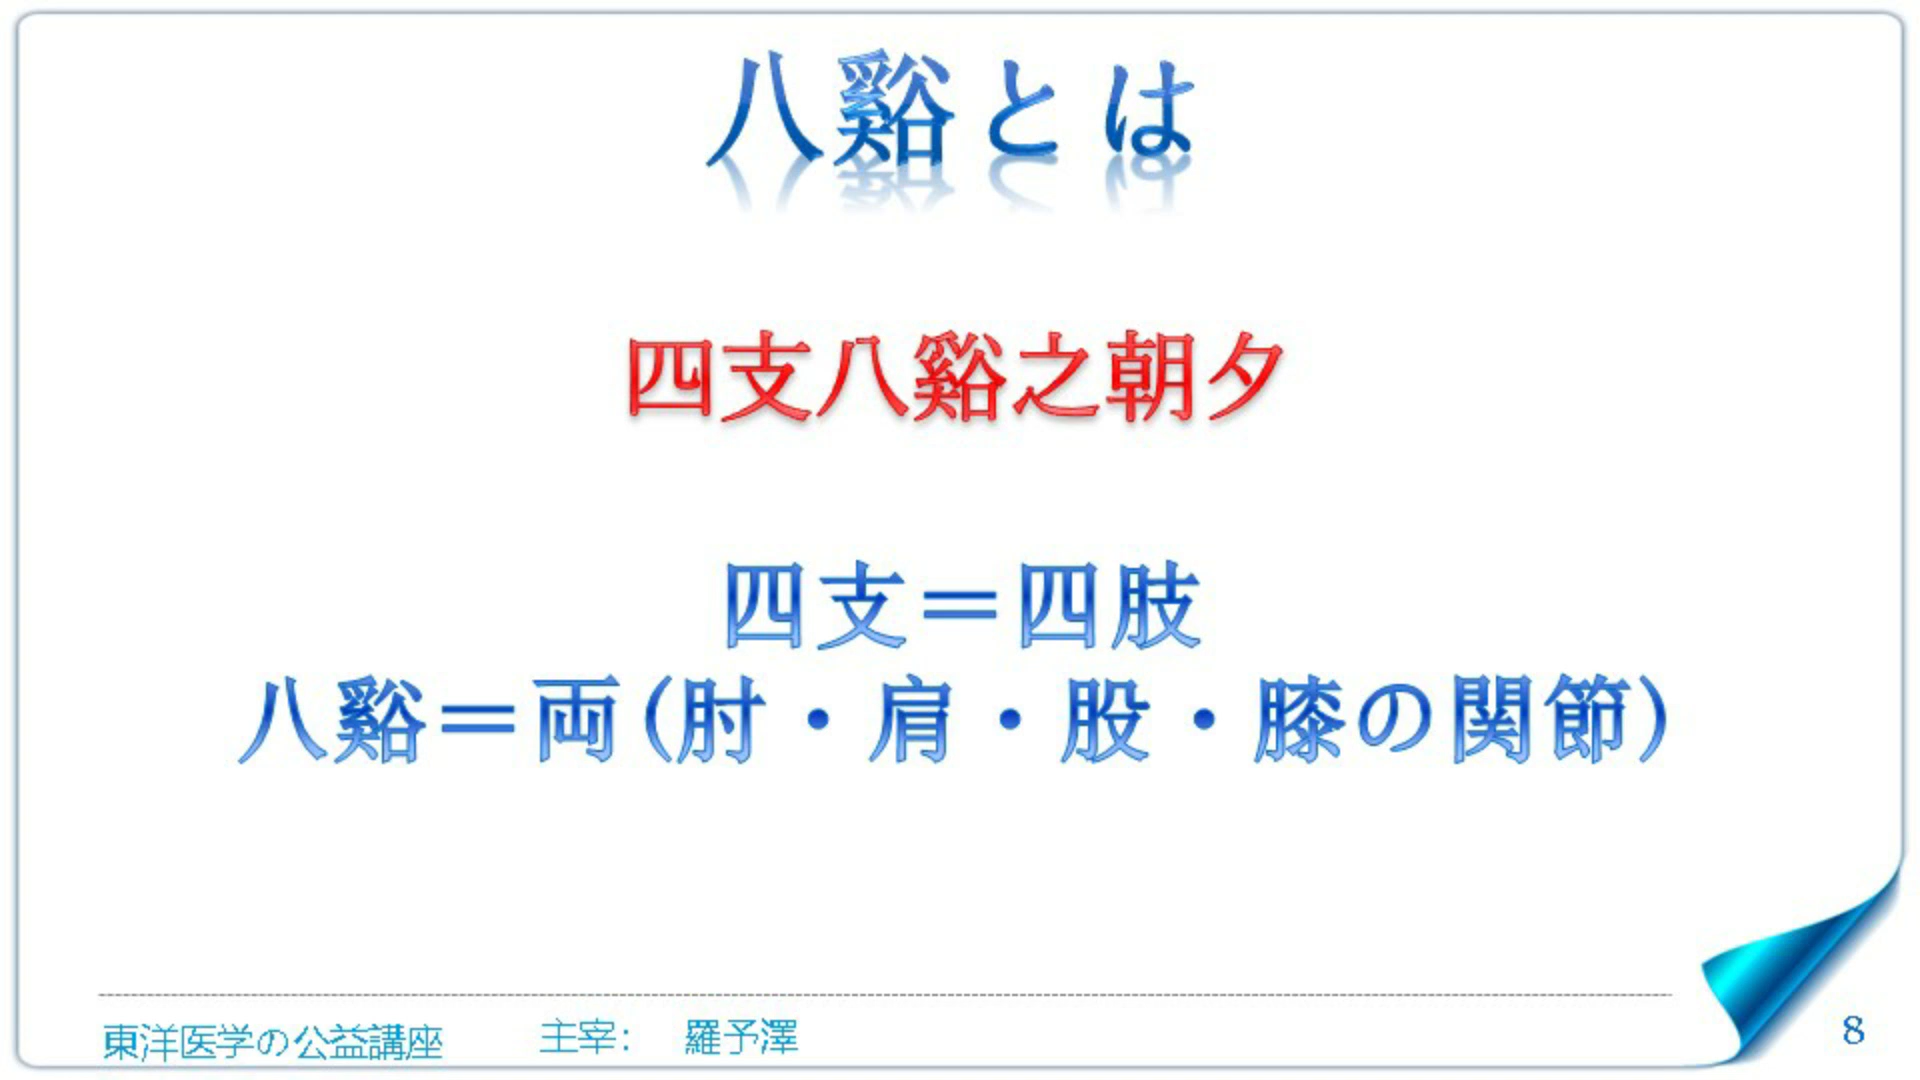 八谿とは
四支八谿之朝夕
四支＝四肢
八谿＝両（肘・肩・股・膝の関節）
東洋医学の公益講座　主宰：　羅予澤
8